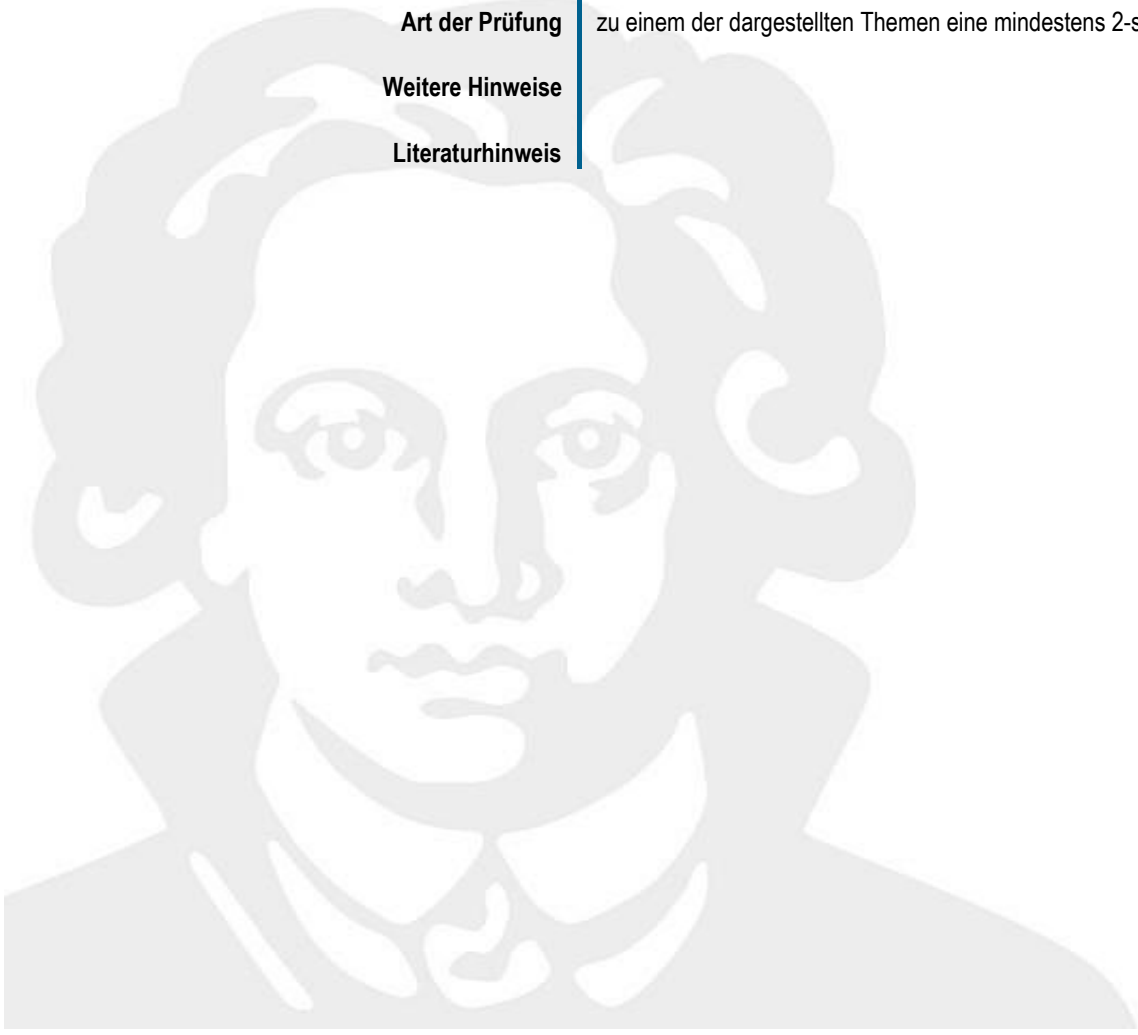 Art der Prüfung zu einem der dargestellten Themen eine mindestens 2-s
Weitere Hinweise
Literaturhinweis